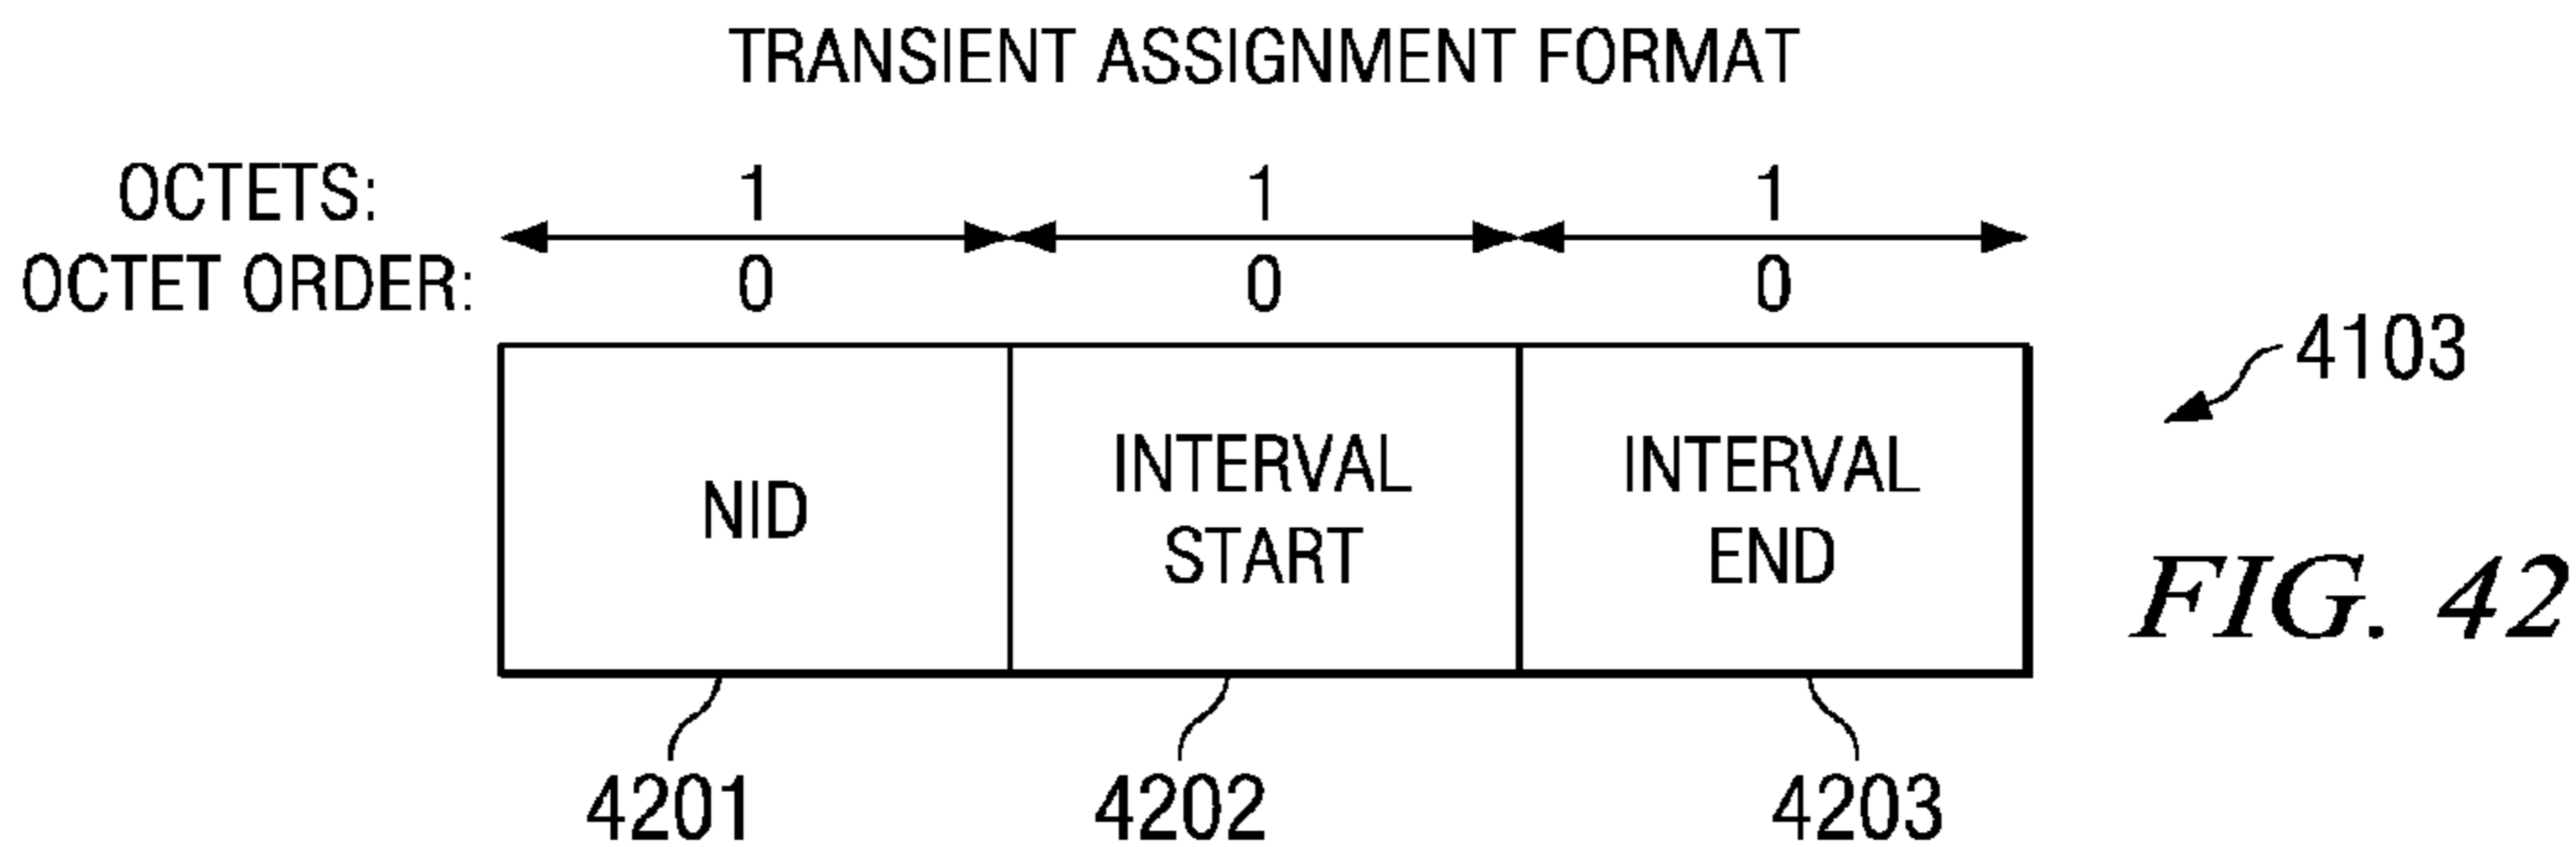 TRANSIENT ASSIGNMENT FORMAT
OCTETS: 1 1 1
OCTET ORDER: 0 0 0
4103
NID
INTERVAL START
INTERVAL END
FIG. 42
4201 4202 4203